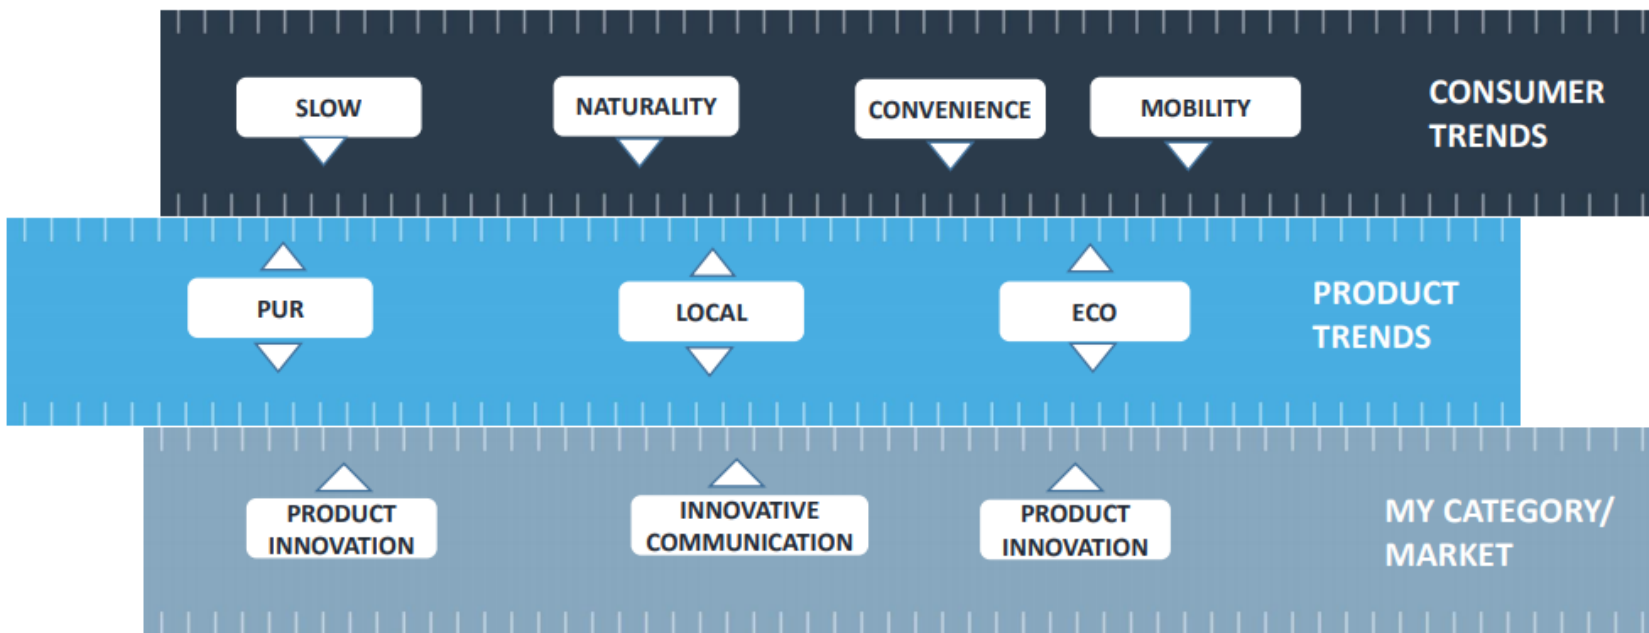 SLOW
NATURALITY
CONVENIENCE
MOBILITY
CONSUMER
TRENDS
PUR
LOCAL
ECO
PRODUCT
TRENDS
PRODUCT
INNOVATION
INNOVATIVE
COMMUNICATION
PRODUCT
INNOVATION
MY CATEGORY/
MARKET